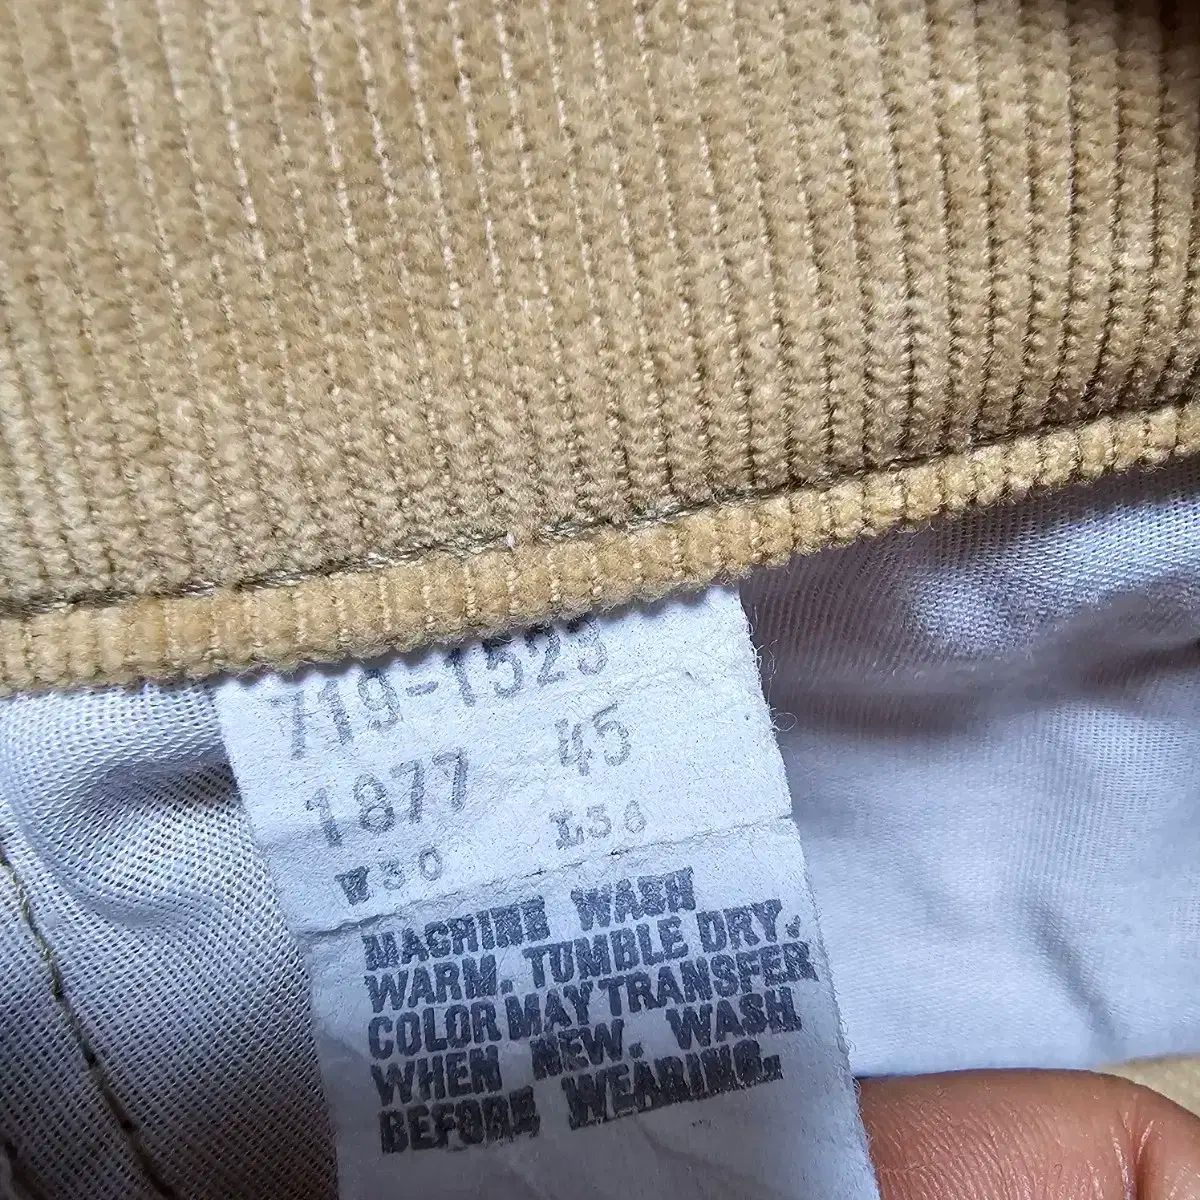 719-1523
1877 45
W30 L36
MACHINE WASH
WARM. TUMBLE DRY.
COLOR MAY TRANSFER
WHEN NEW. WASH
BEFORE WEARING.